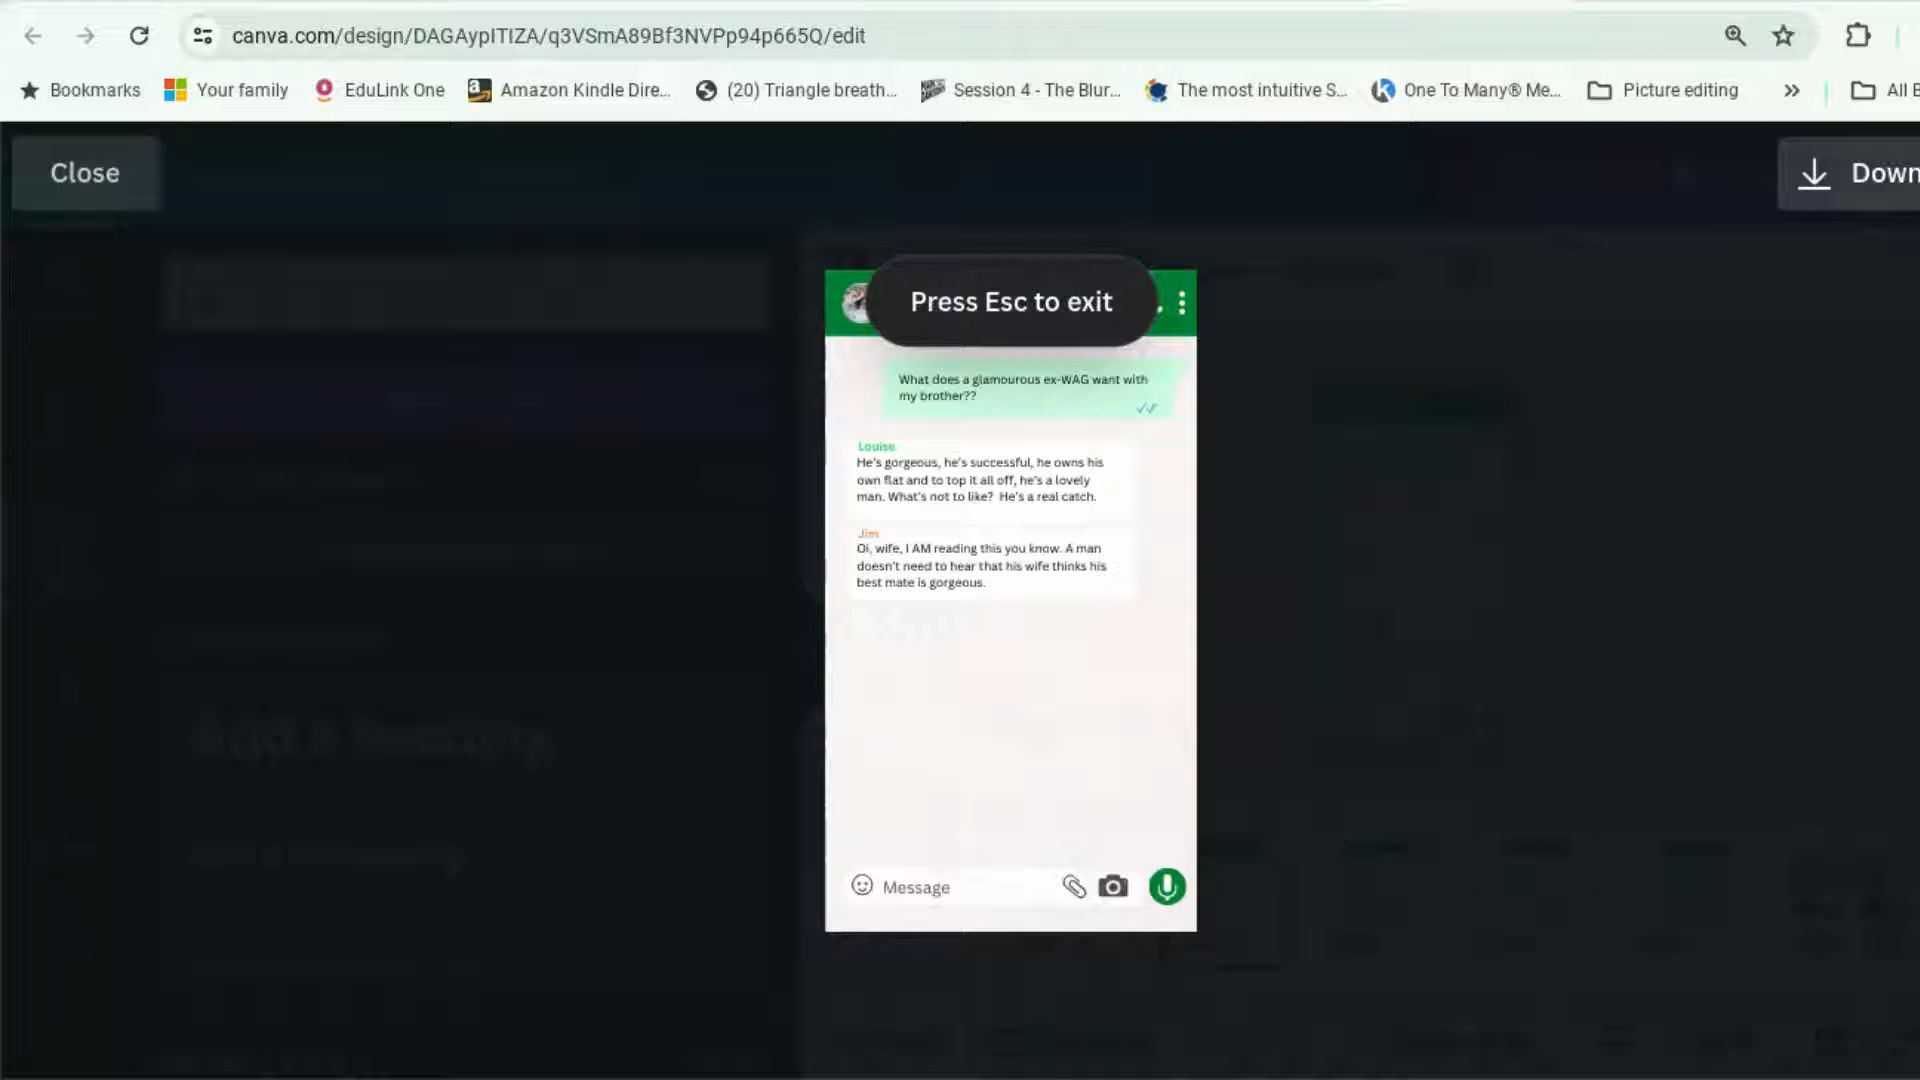 canva.com/design/DAGAypITIZA/q3VSmA89Bf3NVPp94p665Q/edit
Bookmarks Your family EduLink One Amazon Kindle Dire... (20) Triangle breath... Session 4 - The Blur... The most intuitive S... One To Many® Me... Picture editing » All B
Close
Down
Press Esc to exit
What does a glamourous ex-WAG want with
my brother??
Louise
He's gorgeous, he's successful, he owns his
own flat and to top it all off, he's a lovely
man. What's not to like? He's a real catch.
Jim
Oi, wife, I AM reading this you know. A man
doesn't need to hear that his wife thinks his
best mate is gorgeous.
Message